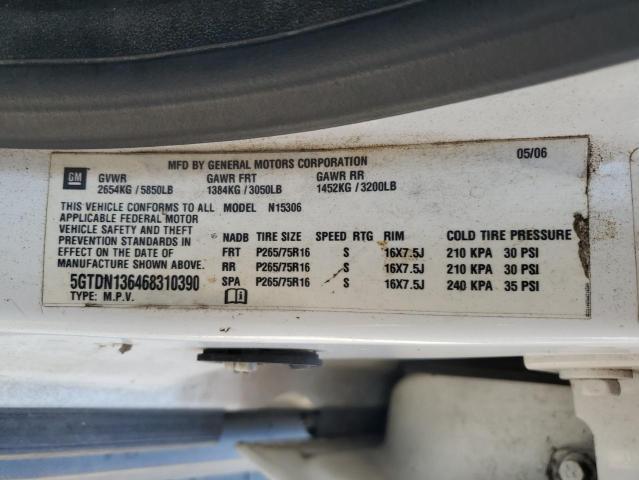 MFD BY GENERAL MOTORS CORPORATION 05/06
GM GVWR GAWR FRT GAWR RR
2654KG / 5850LB 1384KG / 3050LB 1452KG / 3200LB
THIS VEHICLE CONFORMS TO ALL MODEL N15306
APPLICABLE FEDERAL MOTOR
VEHICLE SAFETY AND THEFT
PREVENTION STANDARDS IN NADB TIRE SIZE SPEED RTG RIM COLD TIRE PRESSURE
EFFECT ON THE DATE OF FRT P265/75R16 S 16X7.5J 210 KPA 30 PSI
MANUFACTURE SHOWN ABOVE. RR P265/75R16 S 16X7.5J 210 KPA 30 PSI
5GTDN136468310390 SPA P265/75R16 S 16X7.5J 240 KPA 35 PSI
TYPE: M.P.V.